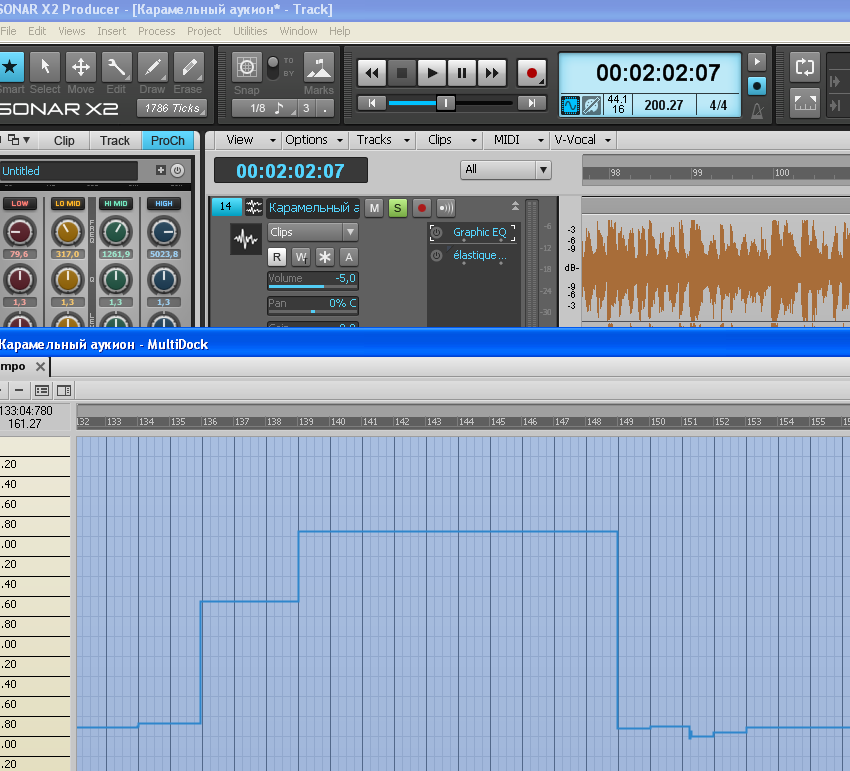 SONAR X2 Producer - [Карамельный аукион* - Track]
File Edit Views Insert Process Project Utilities Window Help
Smart Select Move Edit Draw Erase
Snap TO BY Marks
SONAR X2 1786 Ticks 1/8 3 .
00:02:02:07
44.1 16 200.27 4/4
Clip Track ProCh
View Options Tracks Clips MIDI V-Vocal
Untitled
00:02:02:07 All 98 99 100
14 Карамельный а M S
LOW LO MID HI MID HIGH
FREQ
79,6 317,0 1261,9 5023,8
Q
1,3 1,3 1,3 1,3
LE
Clips
R W A
Volume -5,0
Pan 0% C
Graphic EQ
élastique ...
-6
-12
-18
-24
-30
-3
-6
-9
dB-
-9
-6
-3
Карамельный аукион - MultiDock
mpo
133:04:780
161.27
132 133 134 135 136 137 138 139 140 141 142 143 144 145 146 147 148 149 150 151 152 153 154 155
.20
.40
.60
.80
.00
.20
.40
.60
.80
.00
.20
.40
.60
.80
.00
.20